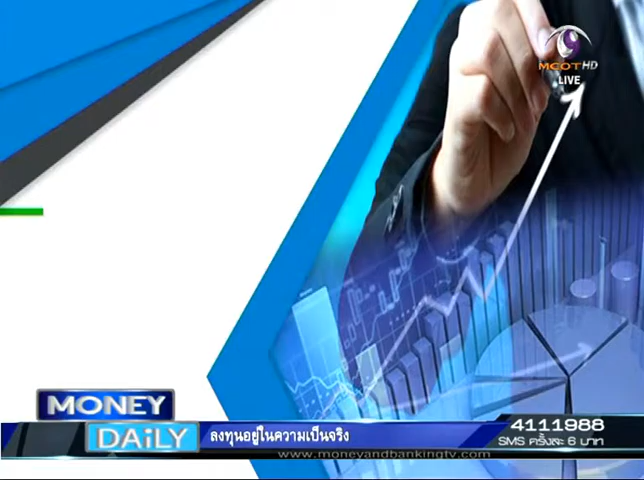 MCOT HD
LIVE
MONEY
DAiLY
ลงทุนอยู่ในความเป็นจริง
4111988
SMS ครั้งละ 6 บาท
www.moneyandbankingtv.com